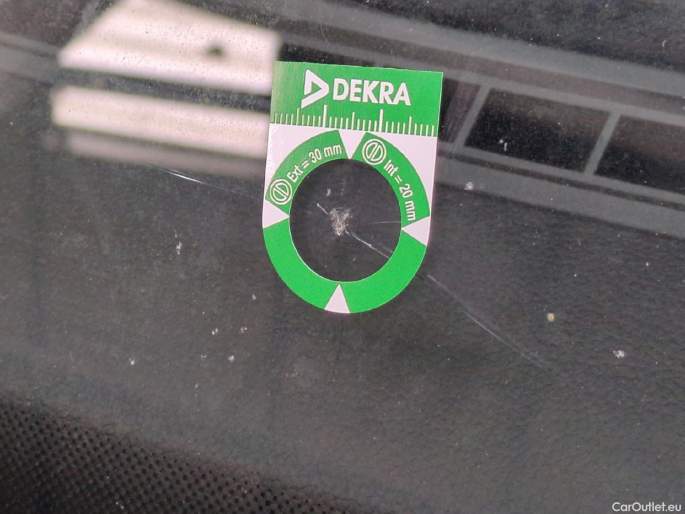 DEKRA
Ext = 30 mm
Int = 20 mm
CarOutlet.eu